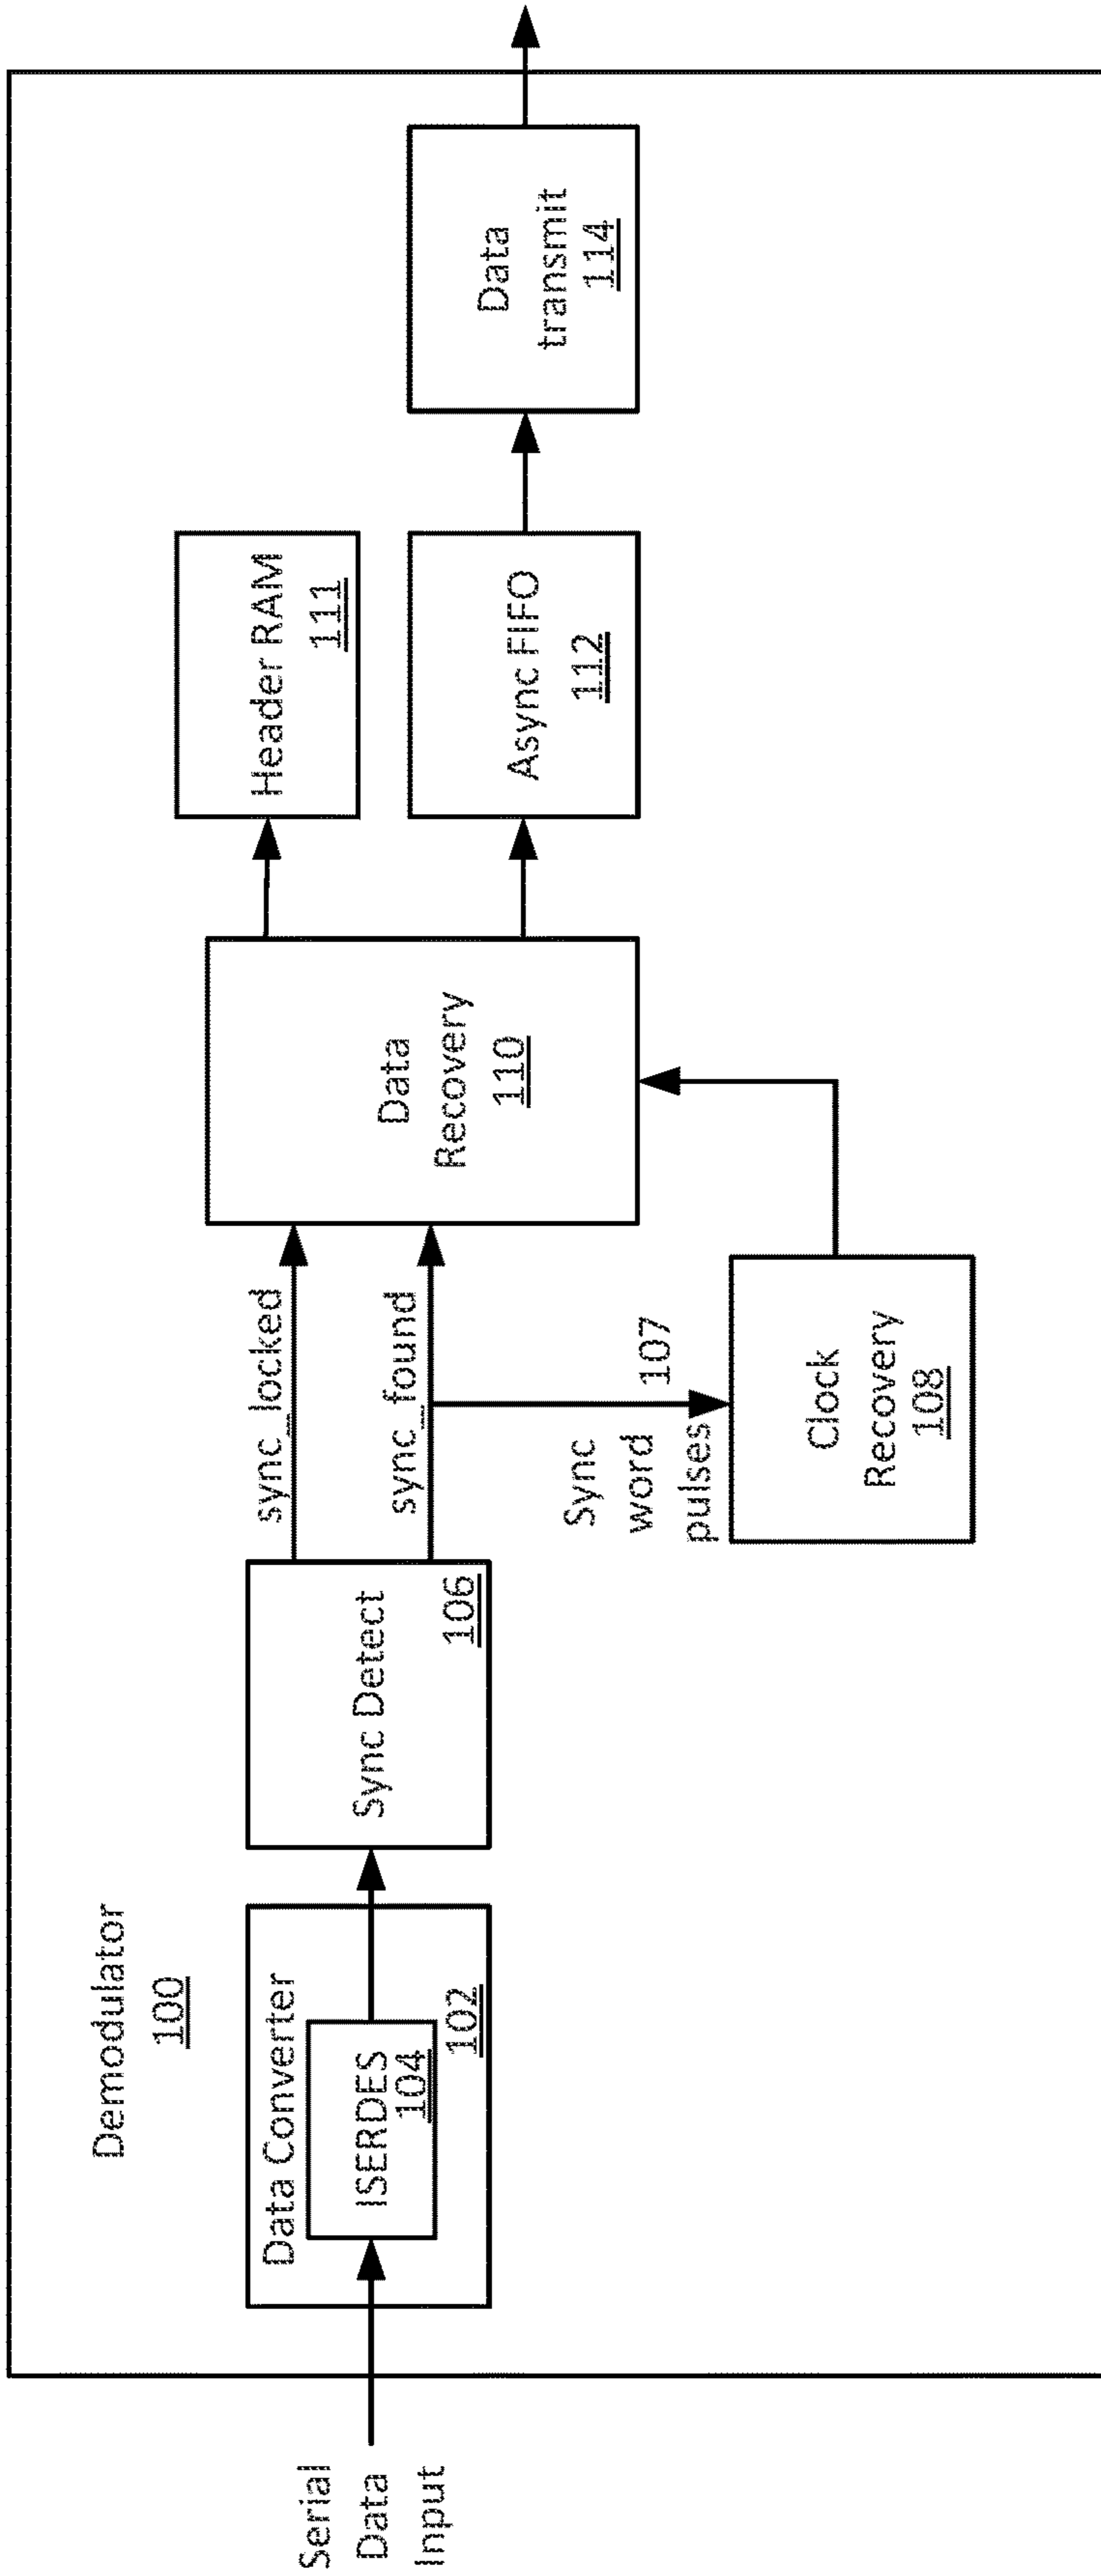 Demodulator
100
Serial
Data
Input
Data Converter
ISERDES
104
102
Sync Detect
106
sync_locked
sync_found
Sync
word
pulses
107
Clock
Recovery
108
Data
Recovery
110
Header RAM
111
Async FIFO
112
Data
transmit
114